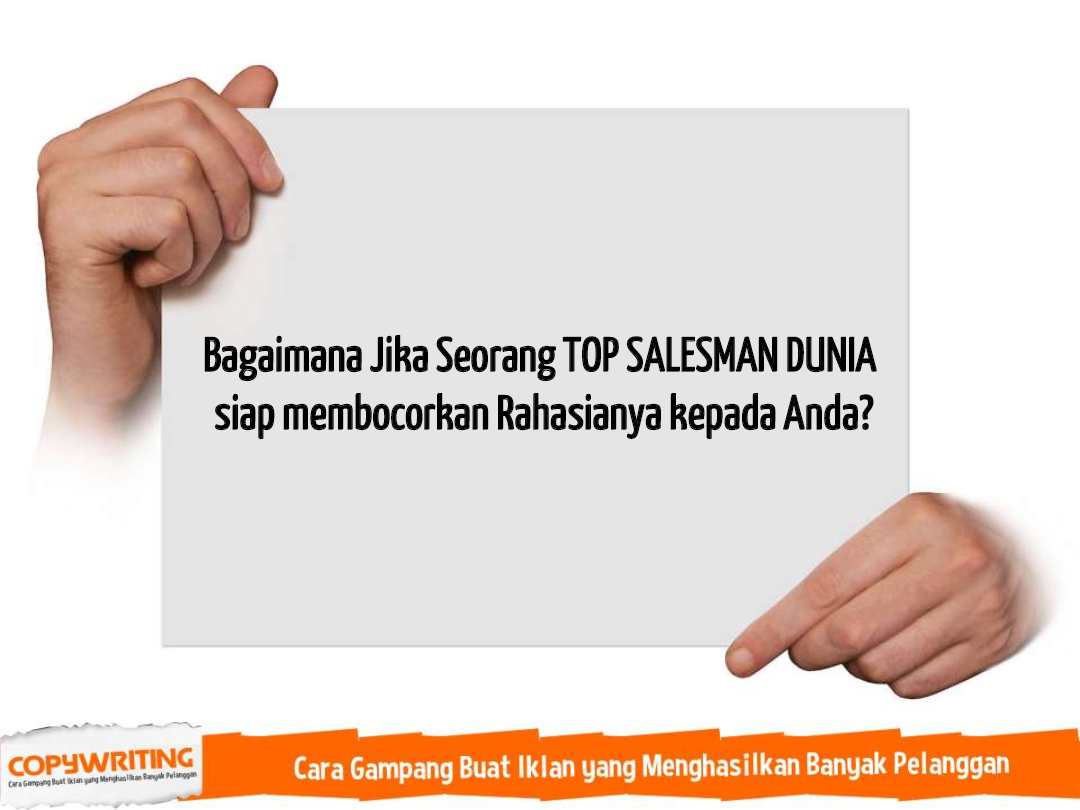 Bagaimana Jika Seorang TOP SALESMAN DUNIA
siap membocorkan Rahasianya kepada Anda?
COPYWRITING
Cara Gampang Buat Iklan yang Menghasilkan Banyak Pelanggan
Cara Gampang Buat Iklan yang Menghasilkan Banyak Pelanggan